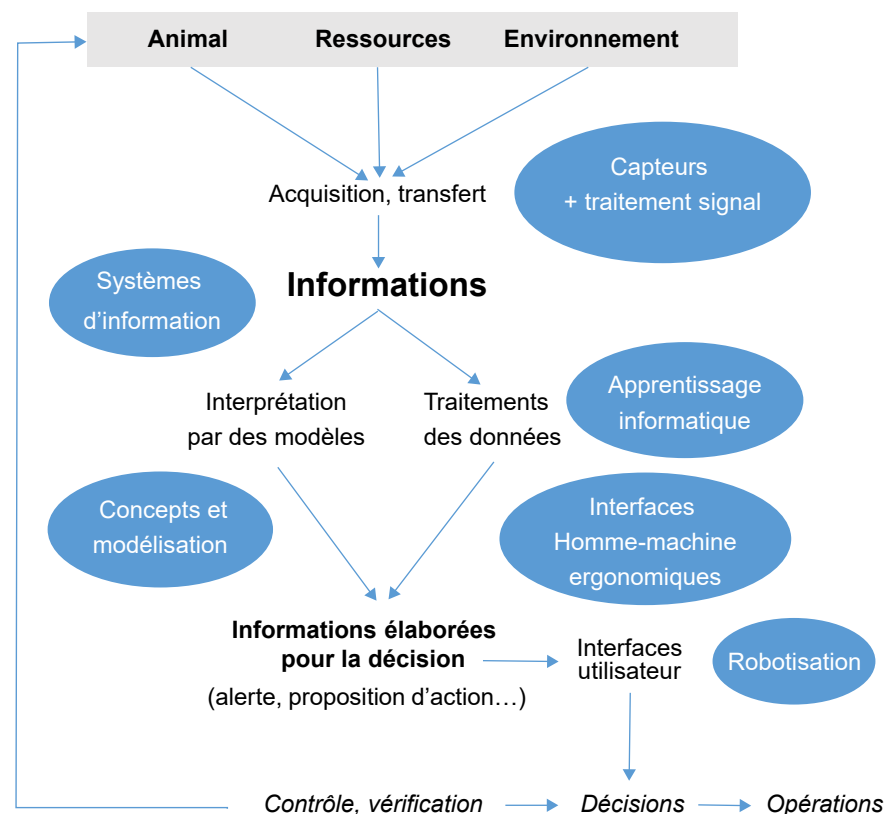 Animal Ressources Environnement
Capteurs
+ traitement signal
Acquisition, transfert
Systèmes
d’information
Informations
Interprétation
par des modèles
Traitements
des données
Apprentissage
informatique
Concepts et
modélisation
Interfaces
Homme-machine
ergonomiques
Informations élaborées
pour la décision
(alerte, proposition d’action…)
Interfaces
utilisateur
Robotisation
Contrôle, vérification Décisions Opérations